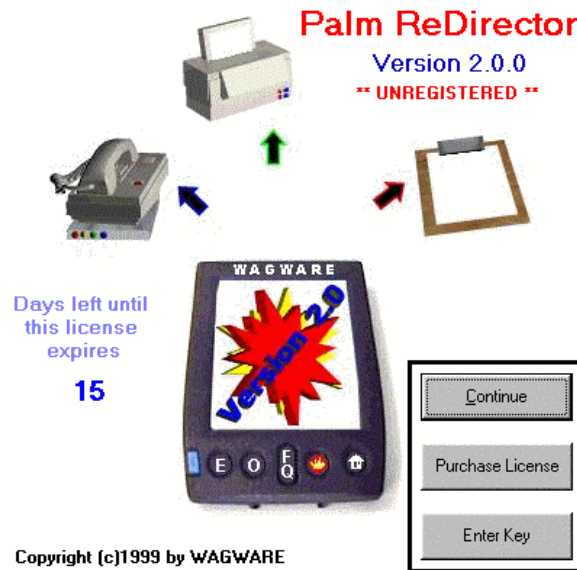 Palm ReDirector
Version 2.0.0
** UNREGISTERED **
WAGWARE
Version 2.0
Days left until
this license
expires
15
E O FQ
Continue
Purchase License
Enter Key
Copyright (c)1999 by WAGWARE